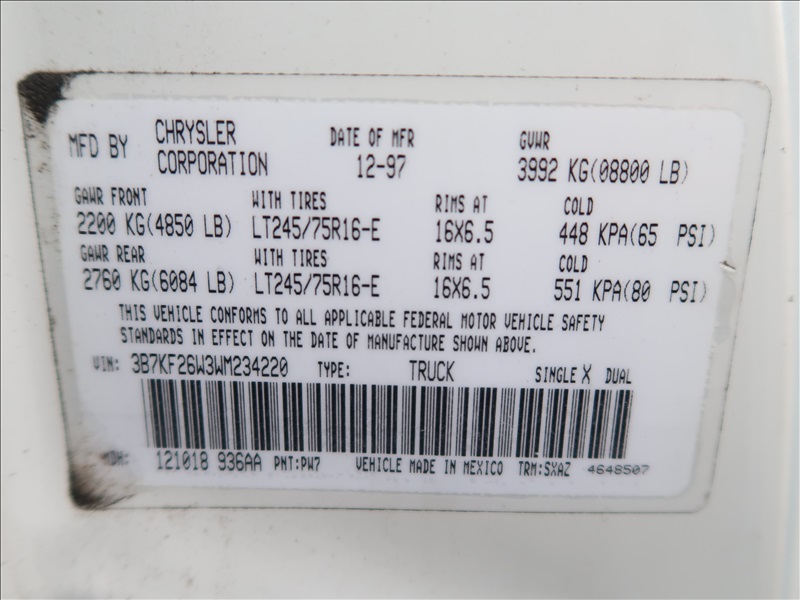 MFD BY CHRYSLER CORPORATION DATE OF MFR 12-97 GVWR 3992 KG(08800 LB)
GAWR FRONT WITH TIRES RIMS AT COLD
2200 KG(4850 LB) LT245/75R16-E 16X6.5 448 KPA(65 PSI)
GAWR REAR WITH TIRES RIMS AT COLD
2760 KG(6084 LB) LT245/75R16-E 16X6.5 551 KPA(80 PSI)
THIS VEHICLE CONFORMS TO ALL APPLICABLE FEDERAL MOTOR VEHICLE SAFETY
STANDARDS IN EFFECT ON THE DATE OF MANUFACTURE SHOWN ABOVE.
VIN: 3B7KF26W3WM234220 TYPE: TRUCK SINGLE X DUAL
MDH: 121018 936AA PNT:PW7 VEHICLE MADE IN MEXICO TRM:SXAZ 4648507